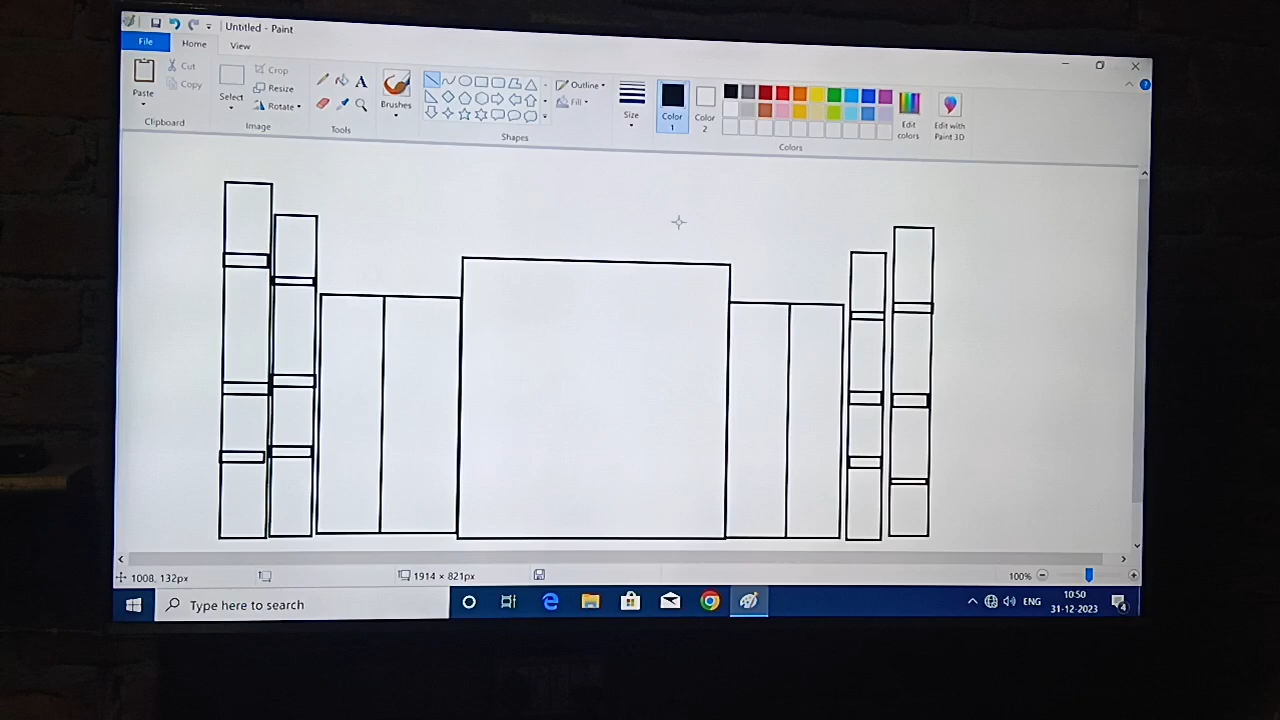 Untitled - Paint
File Home View
Paste
Cut
Copy
Clipboard
Select
Crop
Resize
Rotate
Image
A
Tools
Brushes
Shapes
Outline
Fill
Size
Color 1
Color 2
Edit colors
Edit with Paint 3D
Colors
1008, 132px
1914 × 821px
100%
Type here to search
ENG
10:50
31-12-2023
4